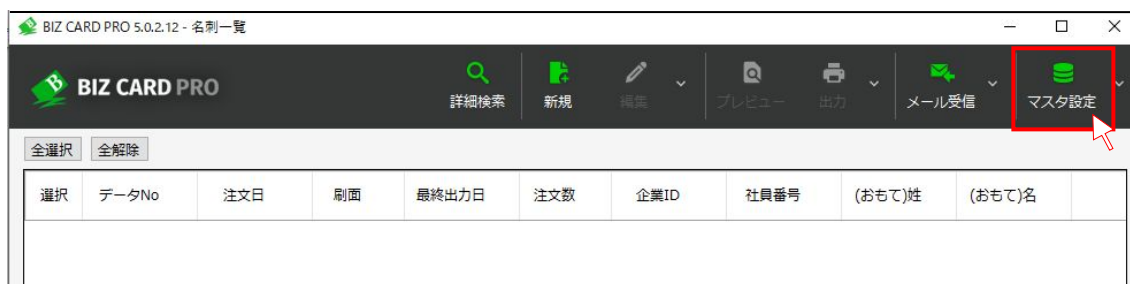 BIZ CARD PRO 5.0.2.12 - 名刺一覧
BIZ CARD PRO
詳細検索 新規 編集 プレビュー 出力 メール受信 マスタ設定
全選択 全解除
選択 データNo 注文日 刷面 最終出力日 注文数 企業ID 社員番号 (おもて)姓 (おもて)名